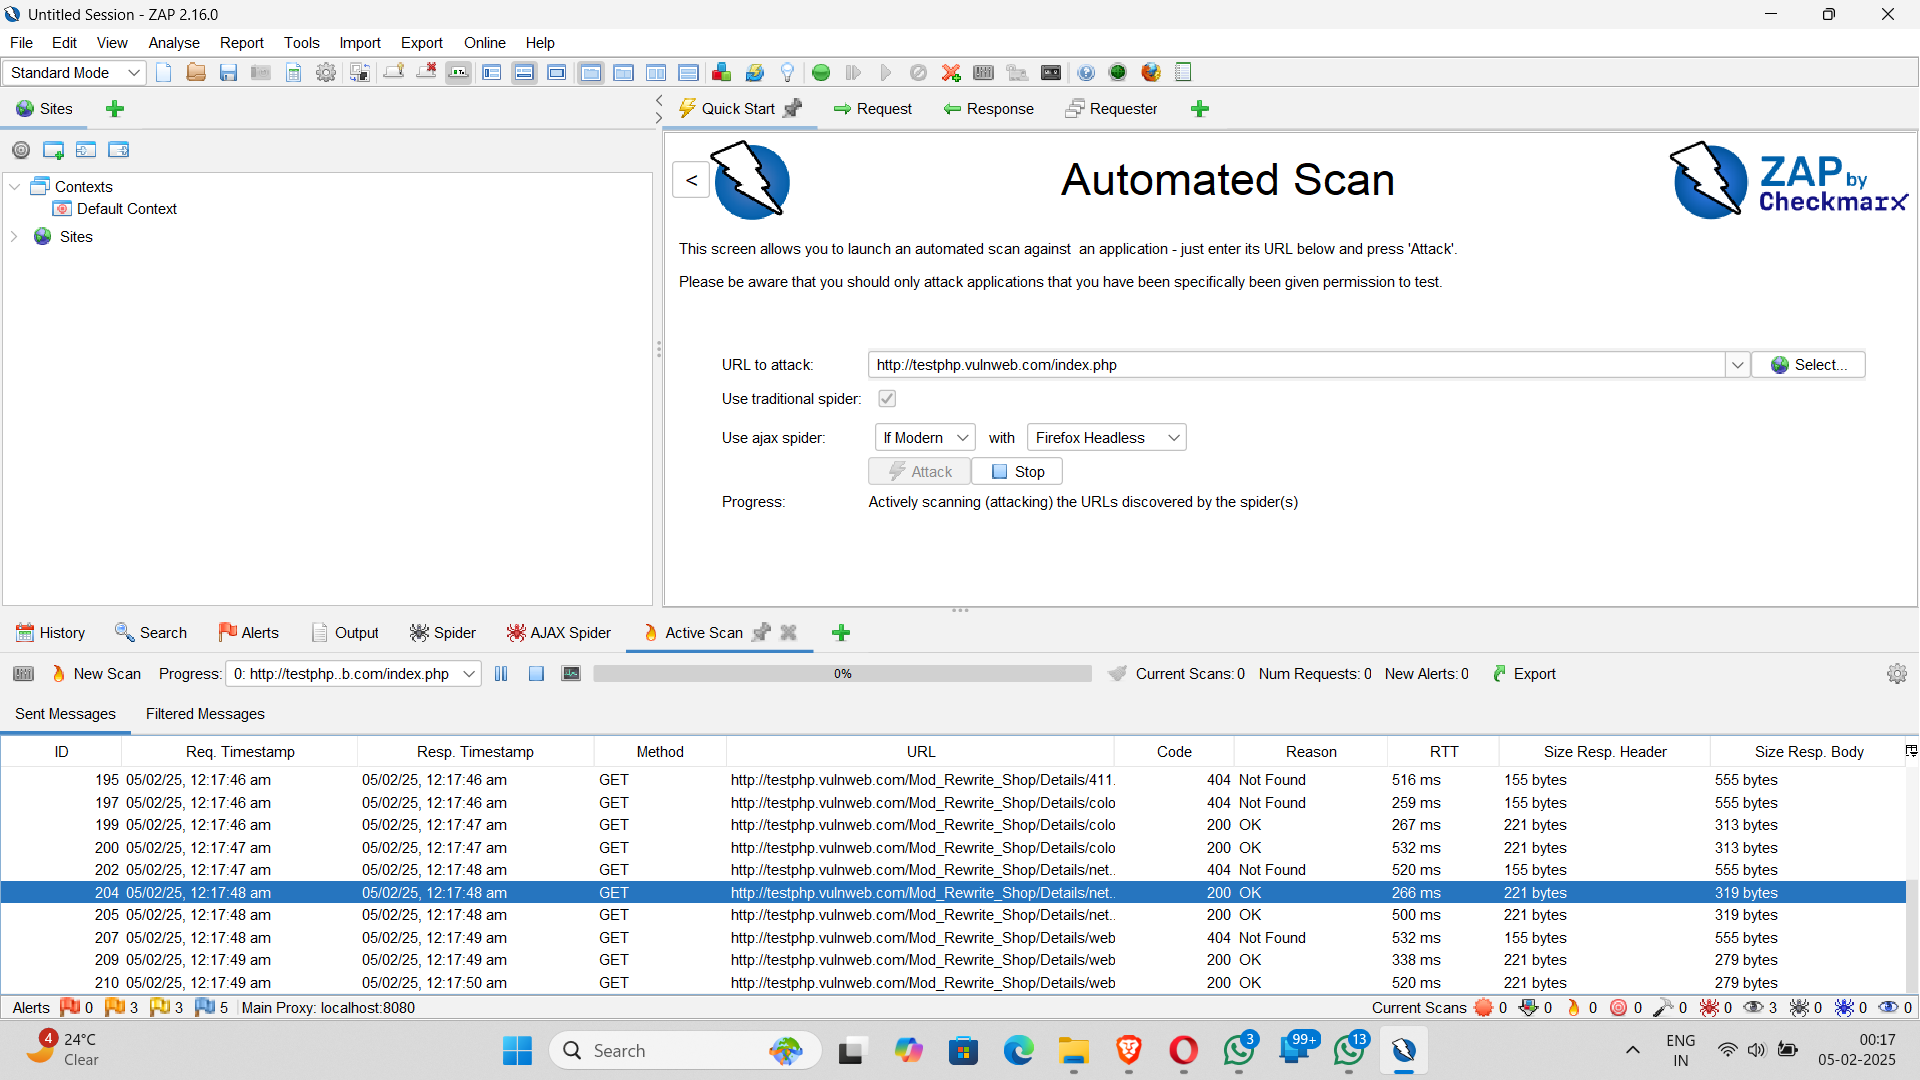 Untitled Session - ZAP 2.16.0
File Edit View Analyse Report Tools Import Export Online Help
Standard Mode
Sites
Quick Start Request Response Requester
< Automated Scan ZAP by Checkmarx
Contexts
Default Context
Sites
This screen allows you to launch an automated scan against  an application - just enter its URL below and press 'Attack'.
Please be aware that you should only attack applications that you have been specifically been given permission to test.
URL to attack: http://testphp.vulnweb.com/index.php Select...
Use traditional spider:
Use ajax spider: If Modern with Firefox Headless
Attack Stop
Progress: Actively scanning (attacking) the URLs discovered by the spider(s)
History Search Alerts Output Spider AJAX Spider Active Scan
New Scan Progress: 0: http://testphp..b.com/index.php 0% Current Scans: 0 Num Requests: 0 New Alerts: 0 Export
Sent Messages Filtered Messages
ID Req. Timestamp Resp. Timestamp Method URL Code Reason RTT Size Resp. Header Size Resp. Body
195 05/02/25, 12:17:46 am 05/02/25, 12:17:46 am GET http://testphp.vulnweb.com/Mod_Rewrite_Shop/Details/411. 404 Not Found 516 ms 155 bytes 555 bytes
197 05/02/25, 12:17:46 am 05/02/25, 12:17:46 am GET http://testphp.vulnweb.com/Mod_Rewrite_Shop/Details/colo 404 Not Found 259 ms 155 bytes 555 bytes
199 05/02/25, 12:17:46 am 05/02/25, 12:17:47 am GET http://testphp.vulnweb.com/Mod_Rewrite_Shop/Details/colo 200 OK 267 ms 221 bytes 313 bytes
200 05/02/25, 12:17:47 am 05/02/25, 12:17:47 am GET http://testphp.vulnweb.com/Mod_Rewrite_Shop/Details/colo 200 OK 532 ms 221 bytes 313 bytes
202 05/02/25, 12:17:47 am 05/02/25, 12:17:48 am GET http://testphp.vulnweb.com/Mod_Rewrite_Shop/Details/net.. 404 Not Found 520 ms 155 bytes 555 bytes
204 05/02/25, 12:17:48 am 05/02/25, 12:17:48 am GET http://testphp.vulnweb.com/Mod_Rewrite_Shop/Details/net.. 200 OK 266 ms 221 bytes 319 bytes
205 05/02/25, 12:17:48 am 05/02/25, 12:17:48 am GET http://testphp.vulnweb.com/Mod_Rewrite_Shop/Details/net.. 200 OK 500 ms 221 bytes 319 bytes
207 05/02/25, 12:17:48 am 05/02/25, 12:17:49 am GET http://testphp.vulnweb.com/Mod_Rewrite_Shop/Details/web 404 Not Found 532 ms 155 bytes 555 bytes
209 05/02/25, 12:17:49 am 05/02/25, 12:17:49 am GET http://testphp.vulnweb.com/Mod_Rewrite_Shop/Details/web 200 OK 338 ms 221 bytes 279 bytes
210 05/02/25, 12:17:49 am 05/02/25, 12:17:50 am GET http://testphp.vulnweb.com/Mod_Rewrite_Shop/Details/web 200 OK 520 ms 221 bytes 279 bytes
Alerts 0 3 3 5 Main Proxy: localhost:8080 Current Scans 0 0 0 0 0 0 3 0 0 0
4 24°C Clear
Search
3 99+ 13
ENG IN
00:17
05-02-2025